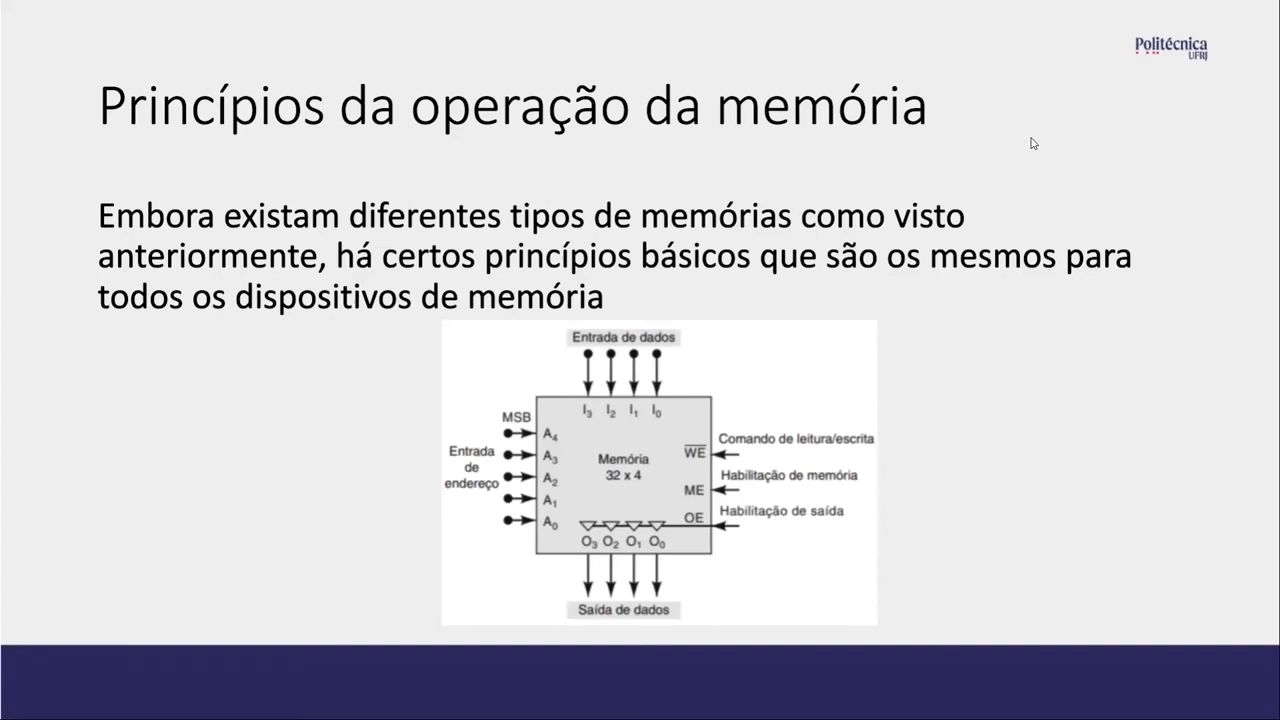 Politécnica
UFRJ
Princípios da operação da memória
Embora existam diferentes tipos de memórias como visto
anteriormente, há certos princípios básicos que são os mesmos para
todos os dispositivos de memória
Entrada de dados
I3 I2 I1 I0
MSB
Entrada
de
endereço
A4
A3
A2
A1
A0
Memória
32 x 4
WE
ME
OE
Comando de leitura/escrita
Habilitação de memória
Habilitação de saída
O3 O2 O1 O0
Saída de dados